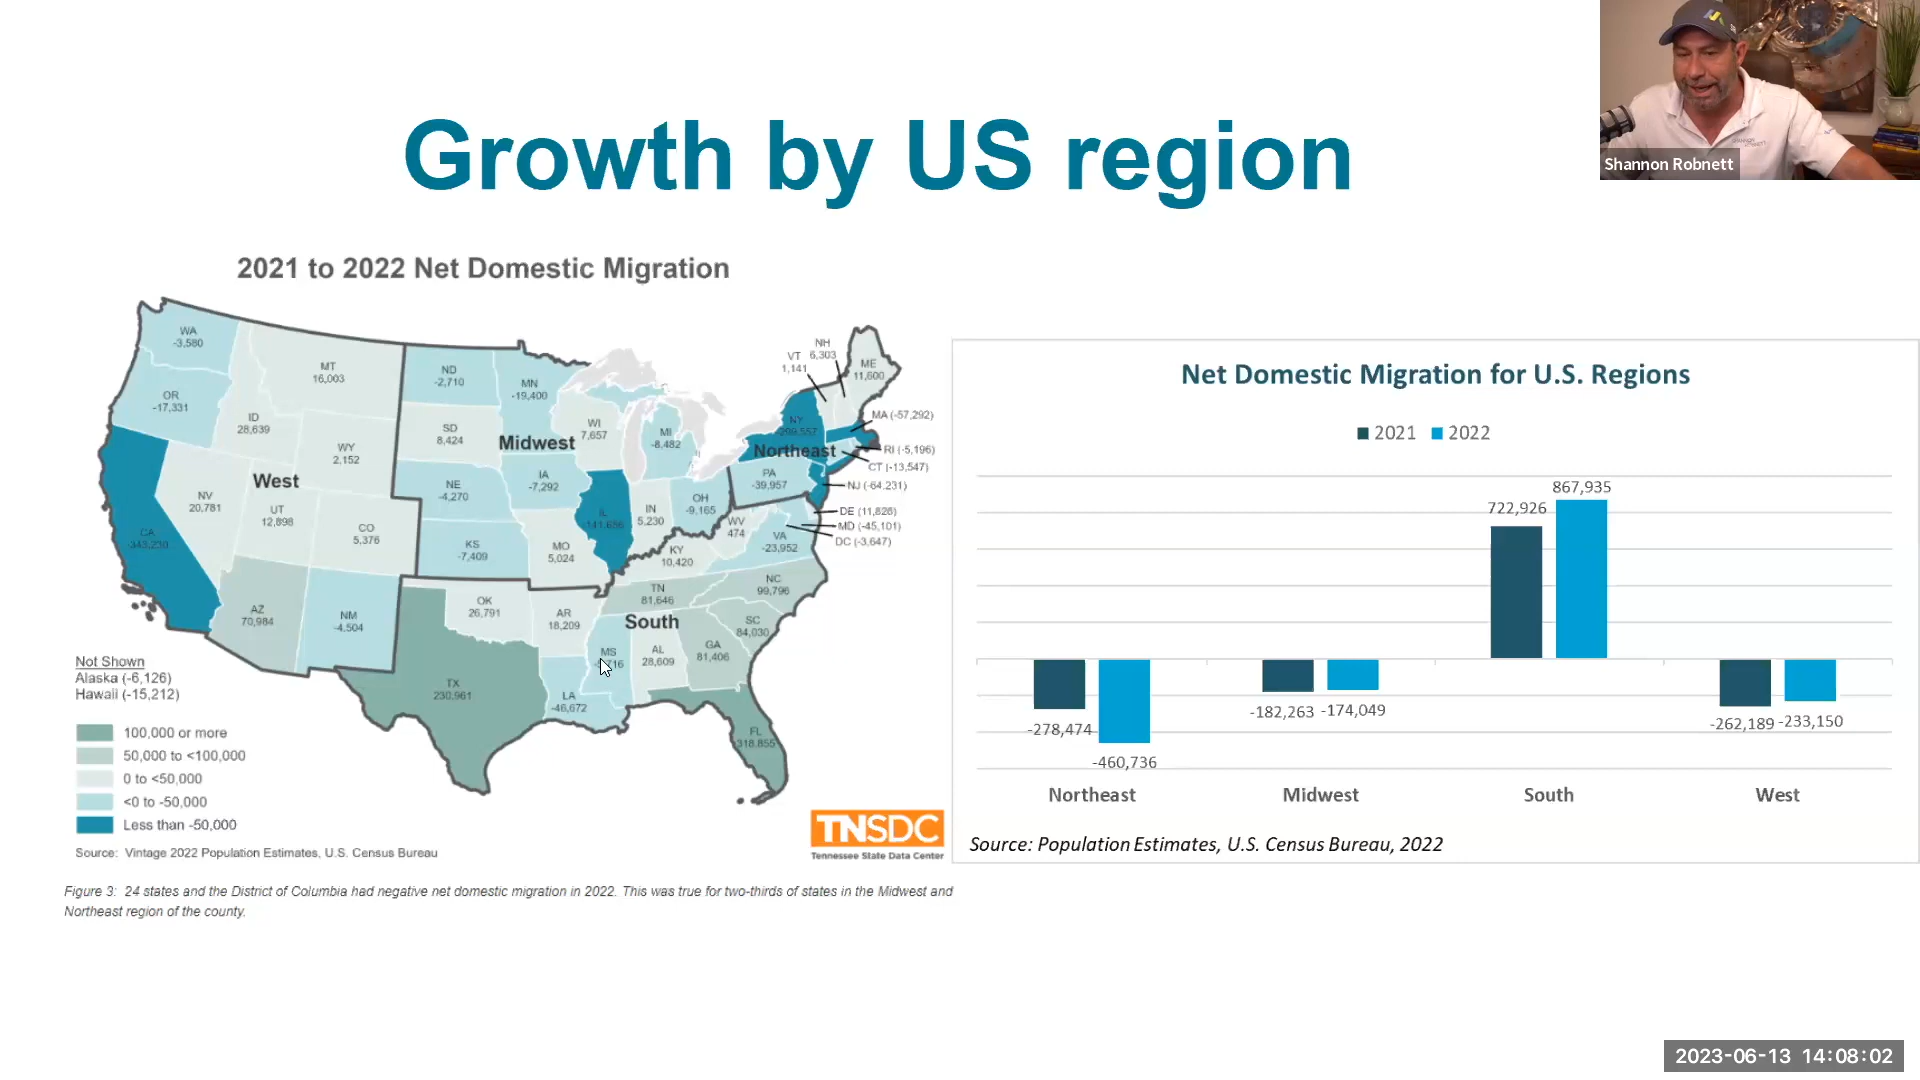 Growth by US region
Shannon Robnett
2021 to 2022 Net Domestic Migration
WA
-3,580
OR
-17,331
CA
-343,230
MT
16,003
ID
28,639
WY
2,152
West
NV
20,781
UT
12,898
CO
5,376
AZ
70,984
NM
-4,504
ND
-2,710
MN
-19,400
SD
8,424
WI
7,657
MI
-8,482
Midwest
NE
-4,270
IA
-7,292
IL
-141,656
IN
5,230
OH
-9,165
KS
-7,409
MO
5,024
NH
6,303
VT
1,141
ME
11,600
NY
-299,557
MA (-57,292)
Northeast
RI (-5,196)
CT (-13,547)
PA
-39,957
NJ (-64,231)
DE (11,826)
MD (-45,101)
DC (-3,647)
WV
474
VA
-23,952
KY
10,420
NC
99,796
TN
81,646
South
SC
84,030
OK
26,791
AR
18,209
MS
AL
28,609
GA
81,406
TX
230,961
LA
-46,672
FL
318,855
Not Shown
Alaska (-6,126)
Hawaii (-15,212)
100,000 or more
50,000 to <100,000
0 to <50,000
<0 to -50,000
Less than -50,000
Source: Vintage 2022 Population Estimates, U.S. Census Bureau
TNSDC
Tennessee State Data Center
Figure 3: 24 states and the District of Columbia had negative net domestic migration in 2022. This was true for two-thirds of states in the Midwest and
Northeast region of the county.
Net Domestic Migration for U.S. Regions
2021 2022
867,935
722,926
-278,474
-460,736
-182,263 -174,049
-262,189 -233,150
Northeast Midwest South West
Source: Population Estimates, U.S. Census Bureau, 2022
2023-06-13 14:08:02